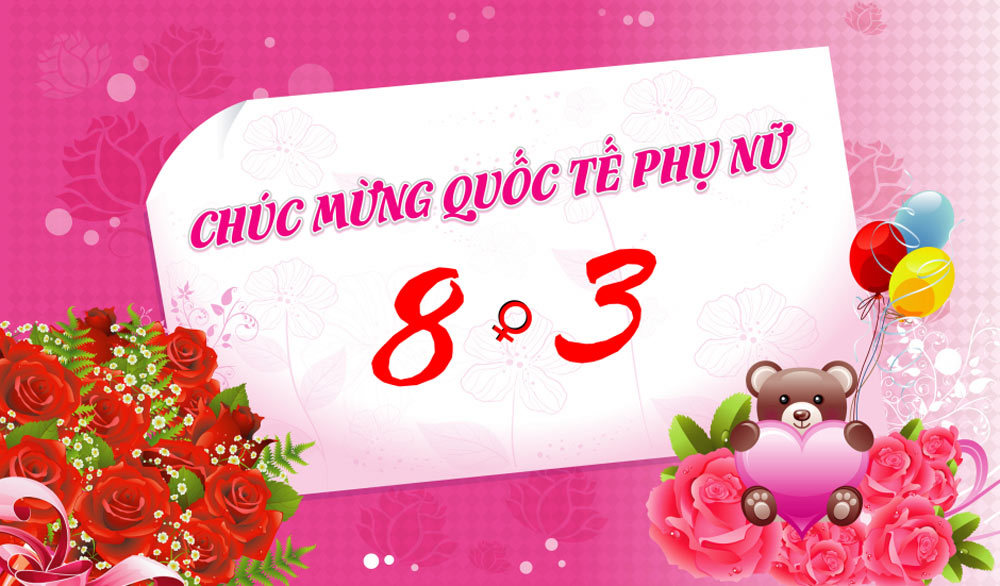 CHÚC MỪNG QUỐC TẾ PHỤ NỮ
8 ♀ 3